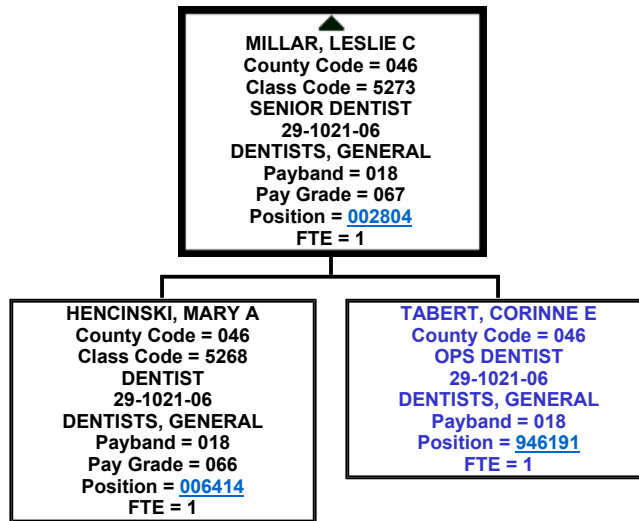 MILLAR, LESLIE C
County Code = 046
Class Code = 5273
SENIOR DENTIST
29-1021-06
DENTISTS, GENERAL
Payband = 018
Pay Grade = 067
Position = 002804
FTE = 1
HENCINSKI, MARY A
County Code = 046
Class Code = 5268
DENTIST
29-1021-06
DENTISTS, GENERAL
Payband = 018
Pay Grade = 066
Position = 006414
FTE = 1
TABERT, CORINNE E
County Code = 046
OPS DENTIST
29-1021-06
DENTISTS, GENERAL
Payband = 018
Position = 946191
FTE = 1